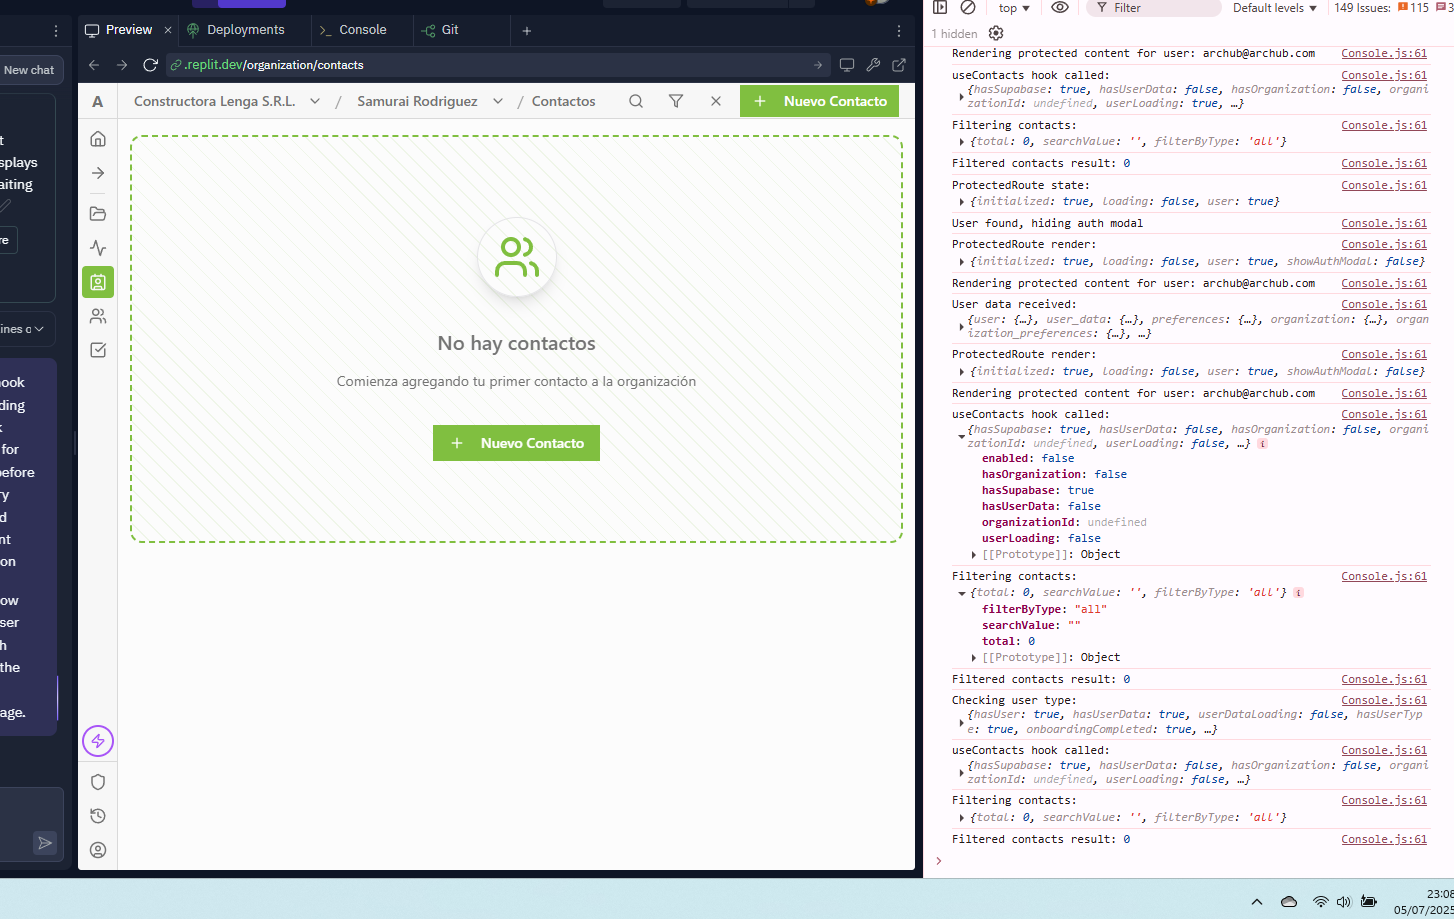 Preview
Deployments
Console
Git
.replit.dev/organization/contacts
New chat
t
splays
aiting
re
ines c
nook
ding
k
for
before
ry
d
nt
on
ow
ser
h
the
age.
A
Constructora Lenga S.R.L.
/
Samurai Rodriguez
/
Contactos
Nuevo Contacto
No hay contactos
Comienza agregando tu primer contacto a la organización
Nuevo Contacto
top
Filter
Default levels
149 Issues:
115
3
1 hidden
Rendering protected content for user: archub@archub.com Console.js:61
useContacts hook called: Console.js:61
{hasSupabase: true, hasUserData: false, hasOrganization: false, organi
zationId: undefined, userLoading: true, …}
Filtering contacts: Console.js:61
{total: 0, searchValue: '', filterByType: 'all'}
Filtered contacts result: 0 Console.js:61
ProtectedRoute state: Console.js:61
{initialized: true, loading: false, user: true}
User found, hiding auth modal Console.js:61
ProtectedRoute render: Console.js:61
{initialized: true, loading: false, user: true, showAuthModal: false}
Rendering protected content for user: archub@archub.com Console.js:61
User data received: Console.js:61
{user: {…}, user_data: {…}, preferences: {…}, organization: {…}, organ
ization_preferences: {…}, …}
ProtectedRoute render: Console.js:61
{initialized: true, loading: false, user: true, showAuthModal: false}
Rendering protected content for user: archub@archub.com Console.js:61
useContacts hook called: Console.js:61
{hasSupabase: true, hasUserData: false, hasOrganization: false, organi
zationId: undefined, userLoading: false, …} i
enabled: false
hasOrganization: false
hasSupabase: true
hasUserData: false
organizationId: undefined
userLoading: false
[[Prototype]]: Object
Filtering contacts: Console.js:61
{total: 0, searchValue: '', filterByType: 'all'} i
filterByType: "all"
searchValue: ""
total: 0
[[Prototype]]: Object
Filtered contacts result: 0 Console.js:61
Checking user type: Console.js:61
{hasUser: true, hasUserData: true, userDataLoading: false, hasUserTyp
e: true, onboardingCompleted: true, …}
useContacts hook called: Console.js:61
{hasSupabase: true, hasUserData: false, hasOrganization: false, organi
zationId: undefined, userLoading: false, …}
Filtering contacts: Console.js:61
{total: 0, searchValue: '', filterByType: 'all'}
Filtered contacts result: 0 Console.js:61
23:08
05/07/2025